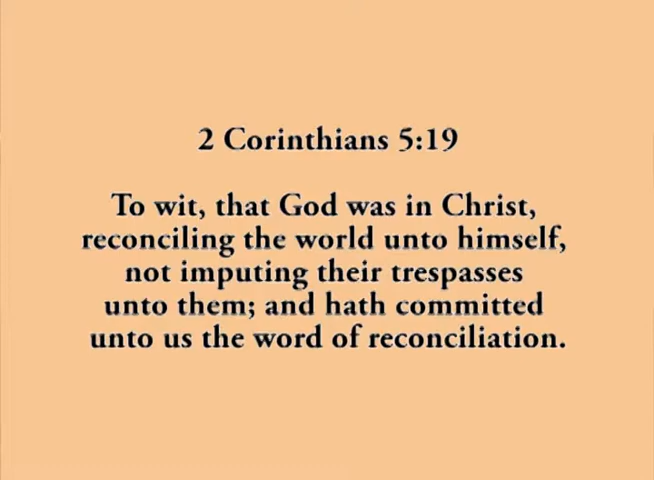 2 Corinthians 5:19
To wit, that God was in Christ,
reconciling the world unto himself,
not imputing their trespasses
unto them; and hath committed
unto us the word of reconciliation.